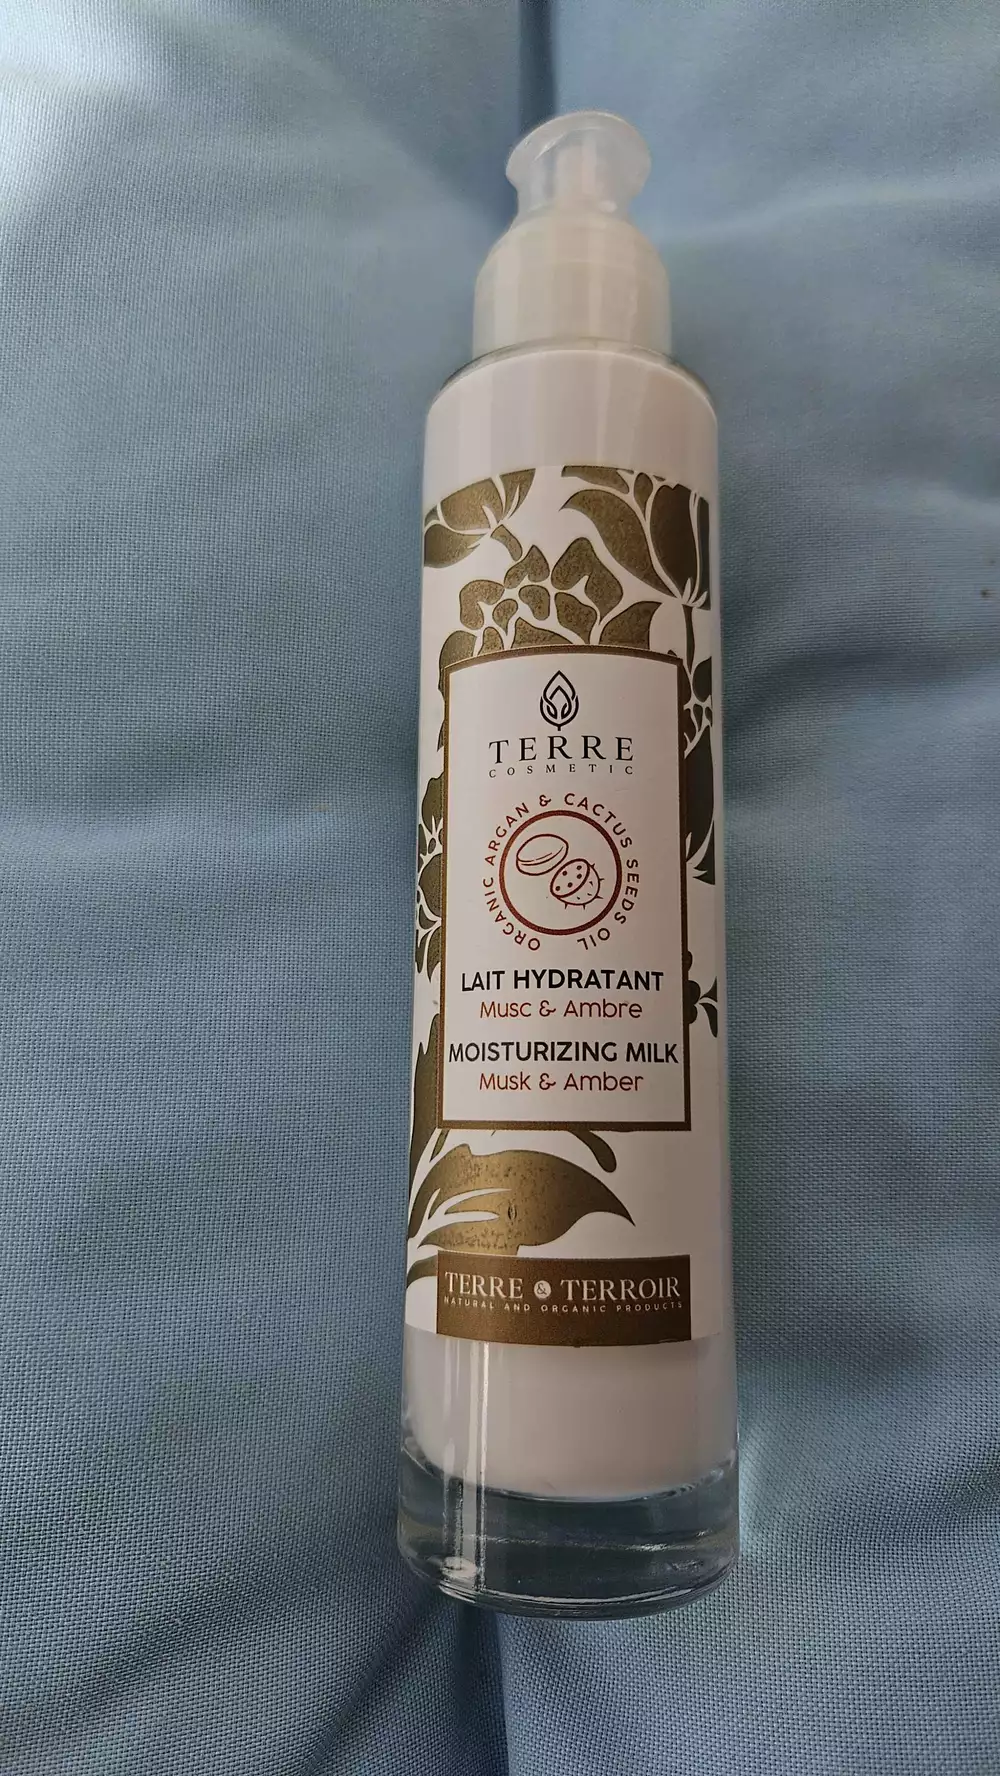 TERRE
COSMETIC
ORGANIC ARGAN & CACTUS SEEDS OIL
LAIT HYDRATANT
Musc & Ambre
MOISTURIZING MILK
Musk & Amber
TERRE & TERROIR
NATURAL AND ORGANIC PRODUCTS